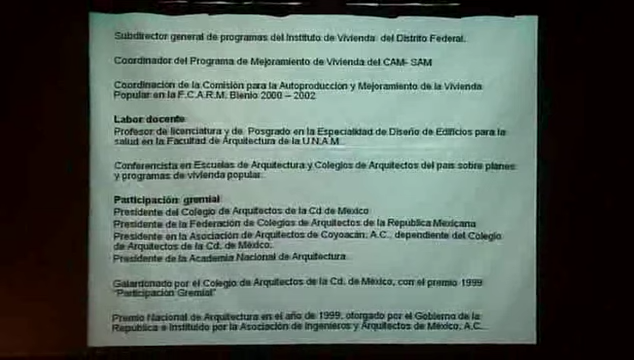 Subdirector general de programas del Instituto de Vivienda del Distrito Federal.
Coordinador del Programa de Mejoramiento de Vivienda del CAM- SAM
Coordinación de la Comisión para la Autoproducción y Mejoramiento de la Vivienda
Popular en la F.C.A.R.M. Bienio 2000 – 2002
Labor docente
Profesor de licenciatura y de Posgrado en la Especialidad de Diseño de Edificios para la
salud en la Facultad de Arquitectura de la U.N.A.M.
Conferencista en Escuelas de Arquitectura y Colegios de Arquitectos del país sobre planes
y programas de vivienda popular.
Participación gremial
Presidente del Colegio de Arquitectos de la Cd de México
Presidente de la Federación de Colegios de Arquitectos de la República Mexicana
Presidente en la Asociación de Arquitectos de Coyoacán, A.C., dependiente del Colegio
de Arquitectos de la Cd. de México.
Presidente de la Academia Nacional de Arquitectura
Galardonado por el Colegio de Arquitectos de la Cd. de México, con el premio 1999
"Participación Gremial"
Premio Nacional de Arquitectura en el año de 1999, otorgado por el Gobierno de la
República e Instituido por la Asociación de Ingenieros y Arquitectos de México, A.C.